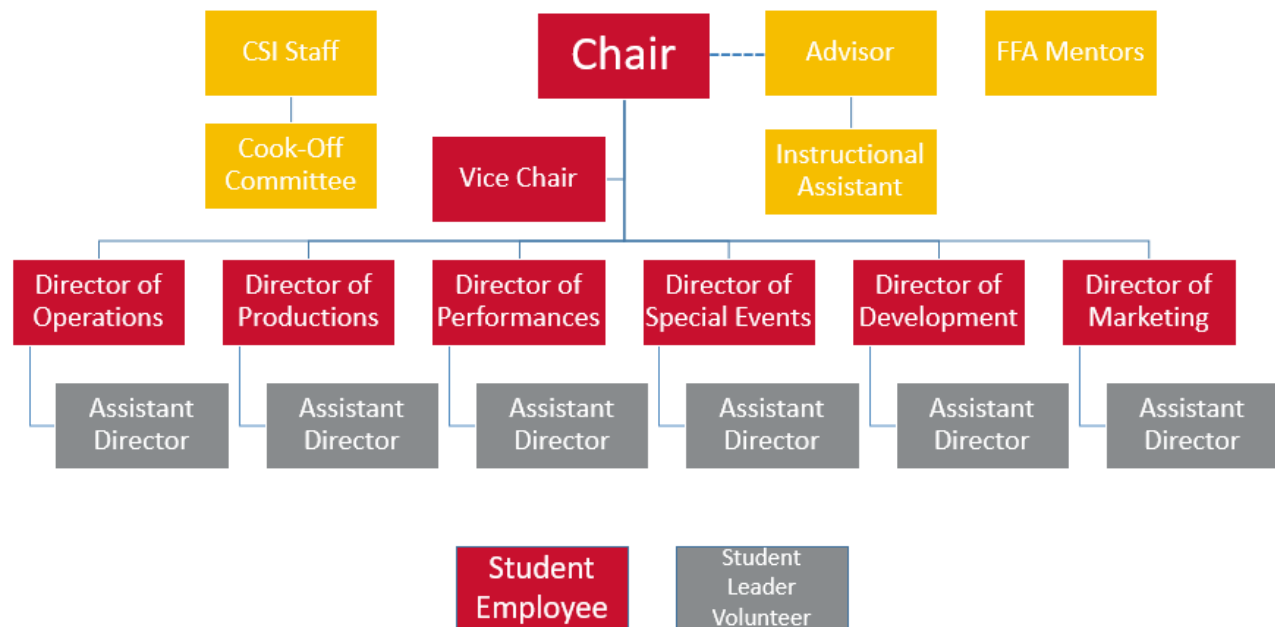 CSI Staff
Chair
Advisor
FFA Mentors
Cook-Off
Committee
Vice Chair
Instructional
Assistant
Director of
Operations
Director of
Productions
Director of
Performances
Director of
Special Events
Director of
Development
Director of
Marketing
Assistant
Director
Assistant
Director
Assistant
Director
Assistant
Director
Assistant
Director
Assistant
Director
Student
Employee
Student
Leader
Volunteer